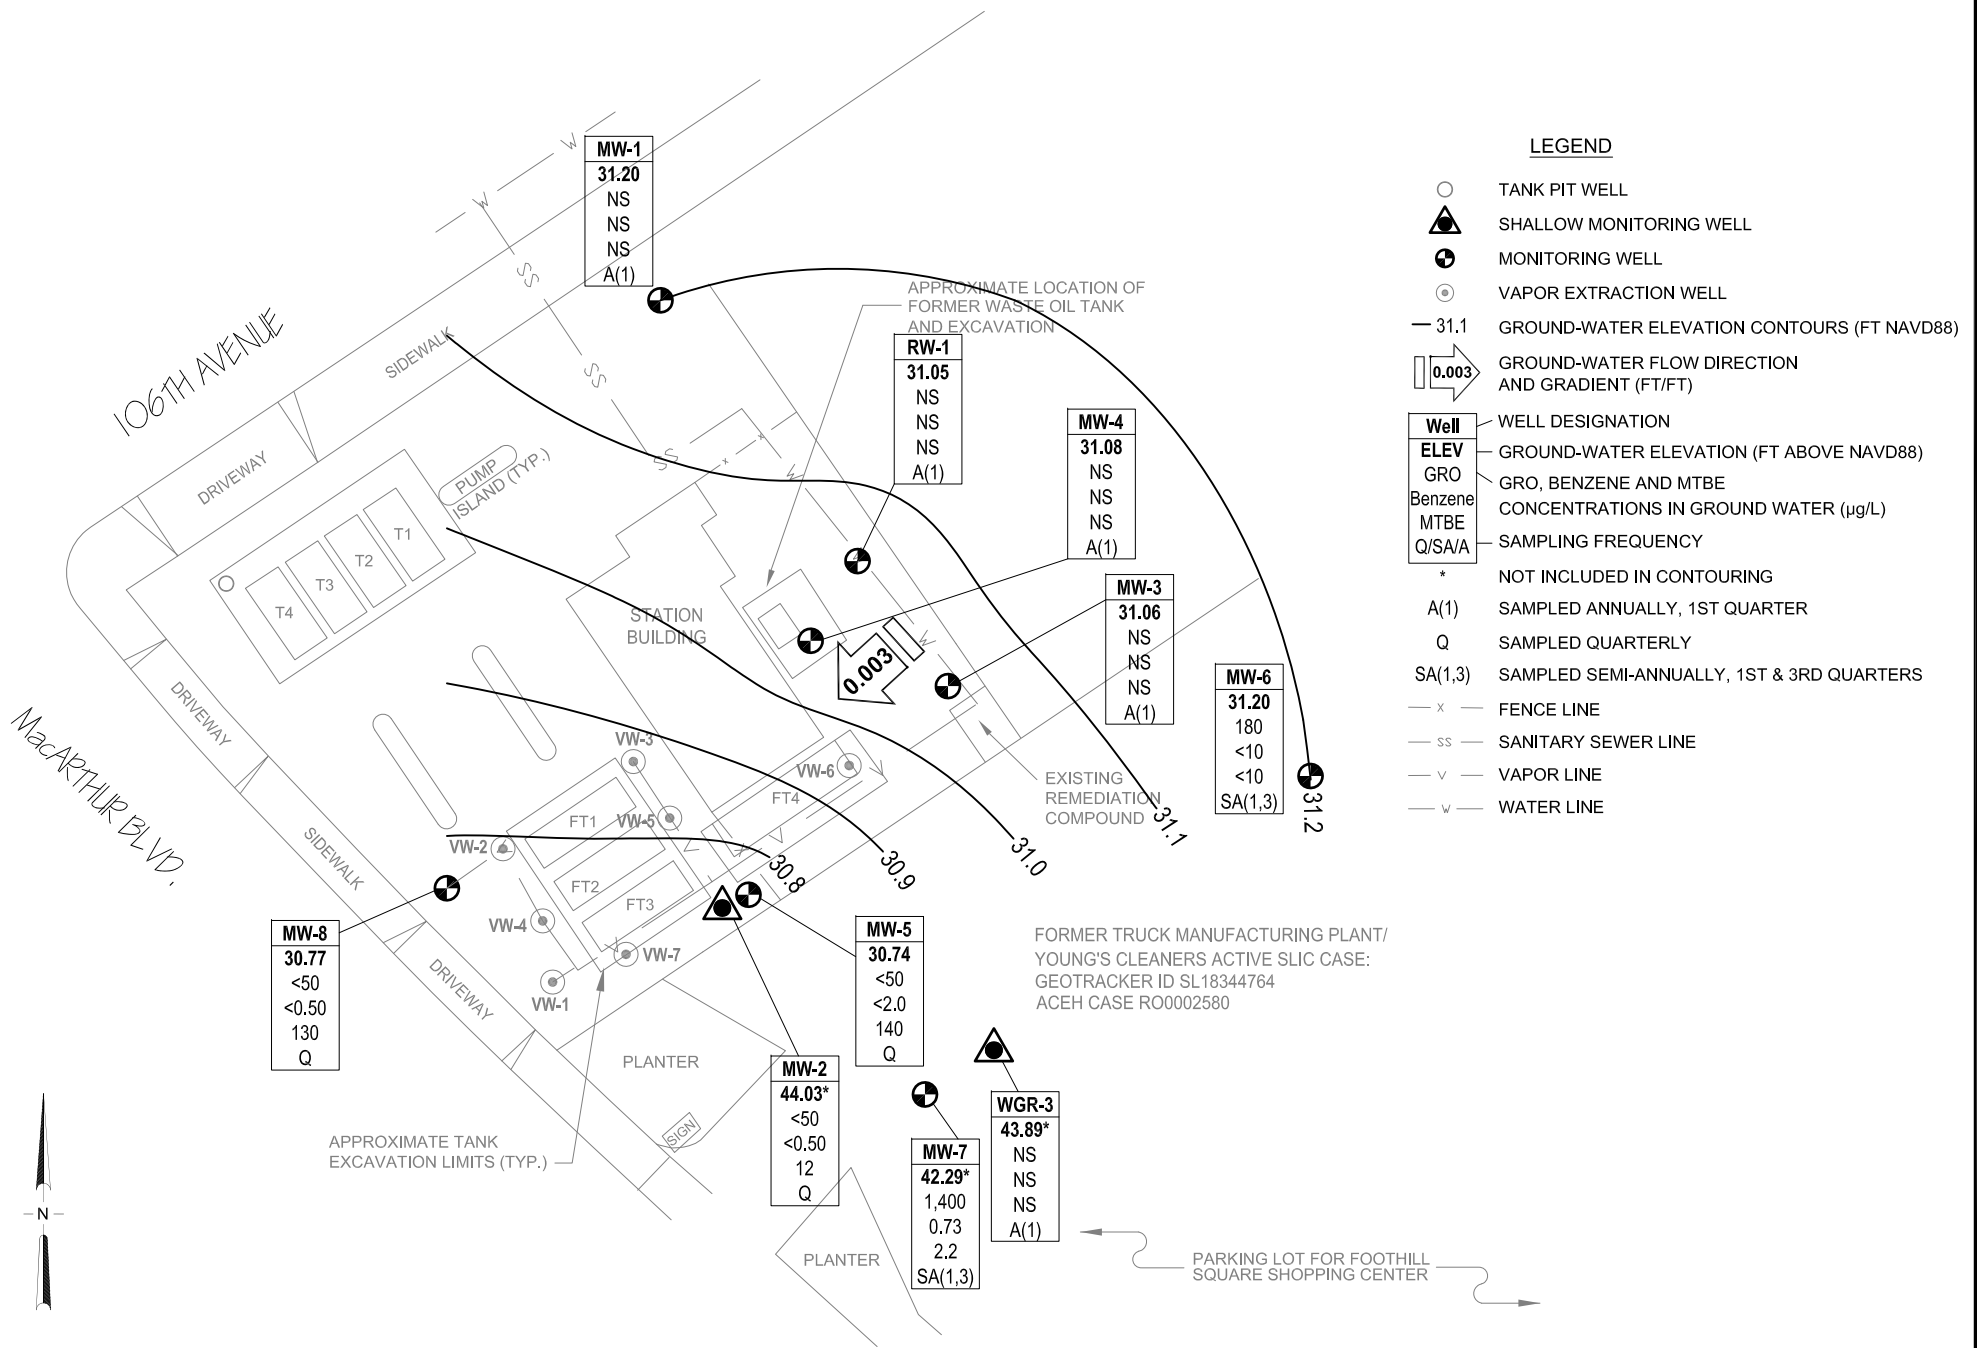 MW-1
31.20
NS
NS
NS
A(1)
106TH AVENUE
SIDEWALK
DRIVEWAY
W
W
SS
SS
SS
W
W
W
x
x
x
PUMP
ISLAND (TYP.)
T1
T2
T3
T4
APPROXIMATE LOCATION OF
FORMER WASTE OIL TANK
AND EXCAVATION
RW-1
31.05
NS
NS
NS
A(1)
MW-4
31.08
NS
NS
NS
A(1)
MW-3
31.06
NS
NS
NS
A(1)
MW-6
31.20
180
<10
<10
SA(1,3)
STATION
BUILDING
0.003
MacARTHUR BLVD.
DRIVEWAY
SIDEWALK
DRIVEWAY
VW-3
VW-6
FT4
VW-5
FT1
VW-2
FT2
FT3
VW-4
VW-7
VW-1
V
V
V
V
V
EXISTING
REMEDIATION
COMPOUND
30.8
30.9
31.0
31.1
31.2
MW-8
30.77
<50
<0.50
130
Q
MW-5
30.74
<50
<2.0
140
Q
MW-2
44.03*
<50
<0.50
12
Q
MW-7
42.29*
1,400
0.73
2.2
SA(1,3)
WGR-3
43.89*
NS
NS
NS
A(1)
FORMER TRUCK MANUFACTURING PLANT/
YOUNG'S CLEANERS ACTIVE SLIC CASE:
GEOTRACKER ID SL18344764
ACEH CASE RO0002580
PLANTER
SIGN
PLANTER
APPROXIMATE TANK
EXCAVATION LIMITS (TYP.)
PARKING LOT FOR FOOTHILL
SQUARE SHOPPING CENTER
N
LEGEND
TANK PIT WELL
SHALLOW MONITORING WELL
MONITORING WELL
VAPOR EXTRACTION WELL
31.1 GROUND-WATER ELEVATION CONTOURS (FT NAVD88)
0.003 GROUND-WATER FLOW DIRECTION
AND GRADIENT (FT/FT)
Well WELL DESIGNATION
ELEV GROUND-WATER ELEVATION (FT ABOVE NAVD88)
GRO GRO, BENZENE AND MTBE
Benzene CONCENTRATIONS IN GROUND WATER (µg/L)
MTBE
Q/SA/A SAMPLING FREQUENCY
* NOT INCLUDED IN CONTOURING
A(1) SAMPLED ANNUALLY, 1ST QUARTER
Q SAMPLED QUARTERLY
SA(1,3) SAMPLED SEMI-ANNUALLY, 1ST & 3RD QUARTERS
x FENCE LINE
SS SANITARY SEWER LINE
V VAPOR LINE
W WATER LINE